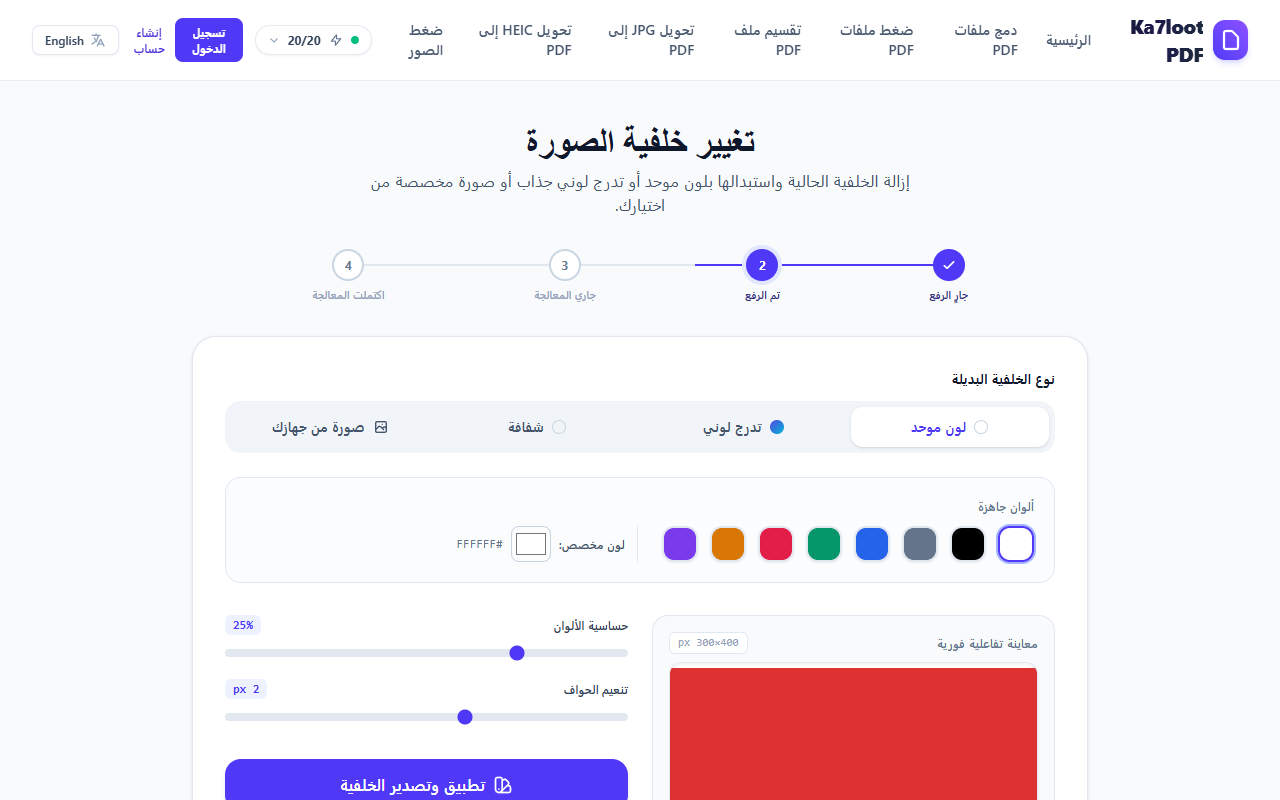 Ka7loot
PDF
الرئيسية
دمج ملفات
PDF
ضغط ملفات
PDF
تقسيم ملف
PDF
تحويل JPG إلى
PDF
تحويل HEIC إلى
PDF
ضغط
الصور
20/20
تسجيل
الدخول
إنشاء
حساب
English
تغيير خلفية الصورة
إزالة الخلفية الحالية واستبدالها بلون موحد أو تدرج لوني جذاب أو صورة مخصصة من
اختيارك.
جارٍ الرفع
2
تم الرفع
3
جاري المعالجة
4
اكتملت المعالجة
نوع الخلفية البديلة
لون موحد
تدرج لوني
شفافة
صورة من جهازك
ألوان جاهزة
لون مخصص:
#FFFFFF
معاينة تفاعلية فورية
300×400 px
حساسية الألوان
25%
تنعيم الحواف
2 px
تطبيق وتصدير الخلفية